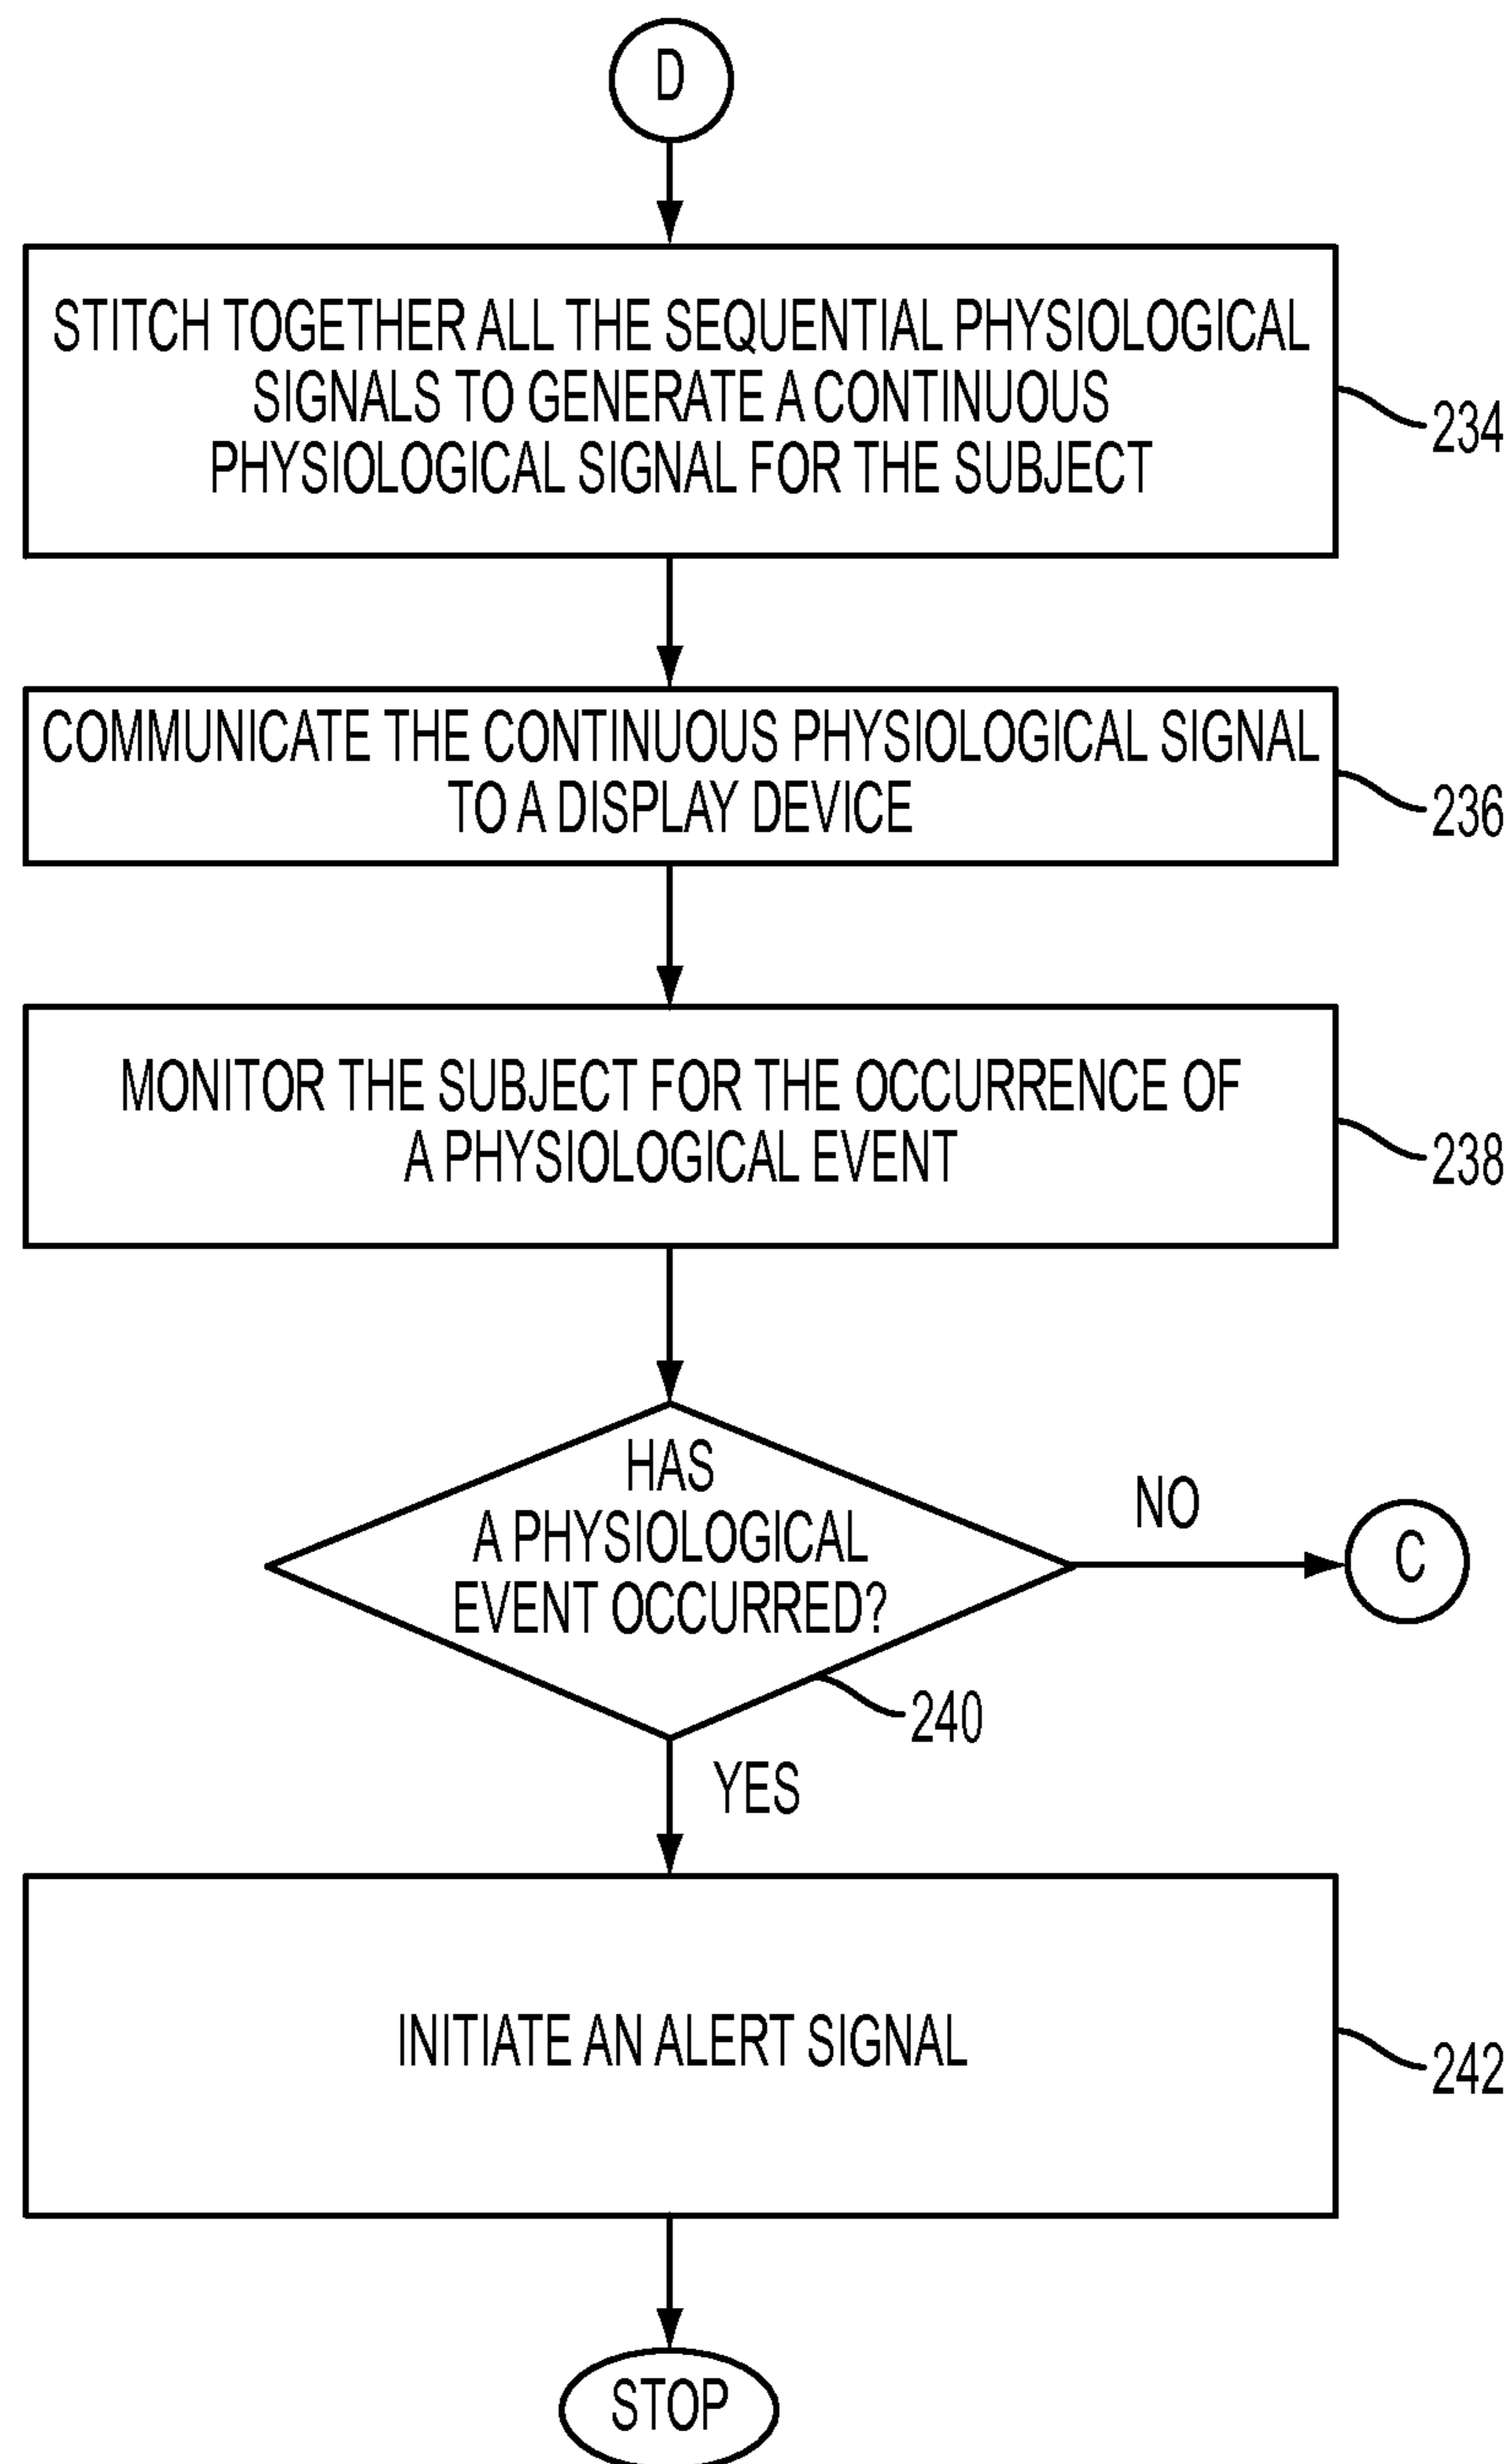 D
STITCH TOGETHER ALL THE SEQUENTIAL PHYSIOLOGICAL
SIGNALS TO GENERATE A CONTINUOUS
PHYSIOLOGICAL SIGNAL FOR THE SUBJECT
234
COMMUNICATE THE CONTINUOUS PHYSIOLOGICAL SIGNAL
TO A DISPLAY DEVICE
236
MONITOR THE SUBJECT FOR THE OCCURRENCE OF
A PHYSIOLOGICAL EVENT
238
HAS
A PHYSIOLOGICAL
EVENT OCCURRED?
NO
C
240
YES
INITIATE AN ALERT SIGNAL
242
STOP